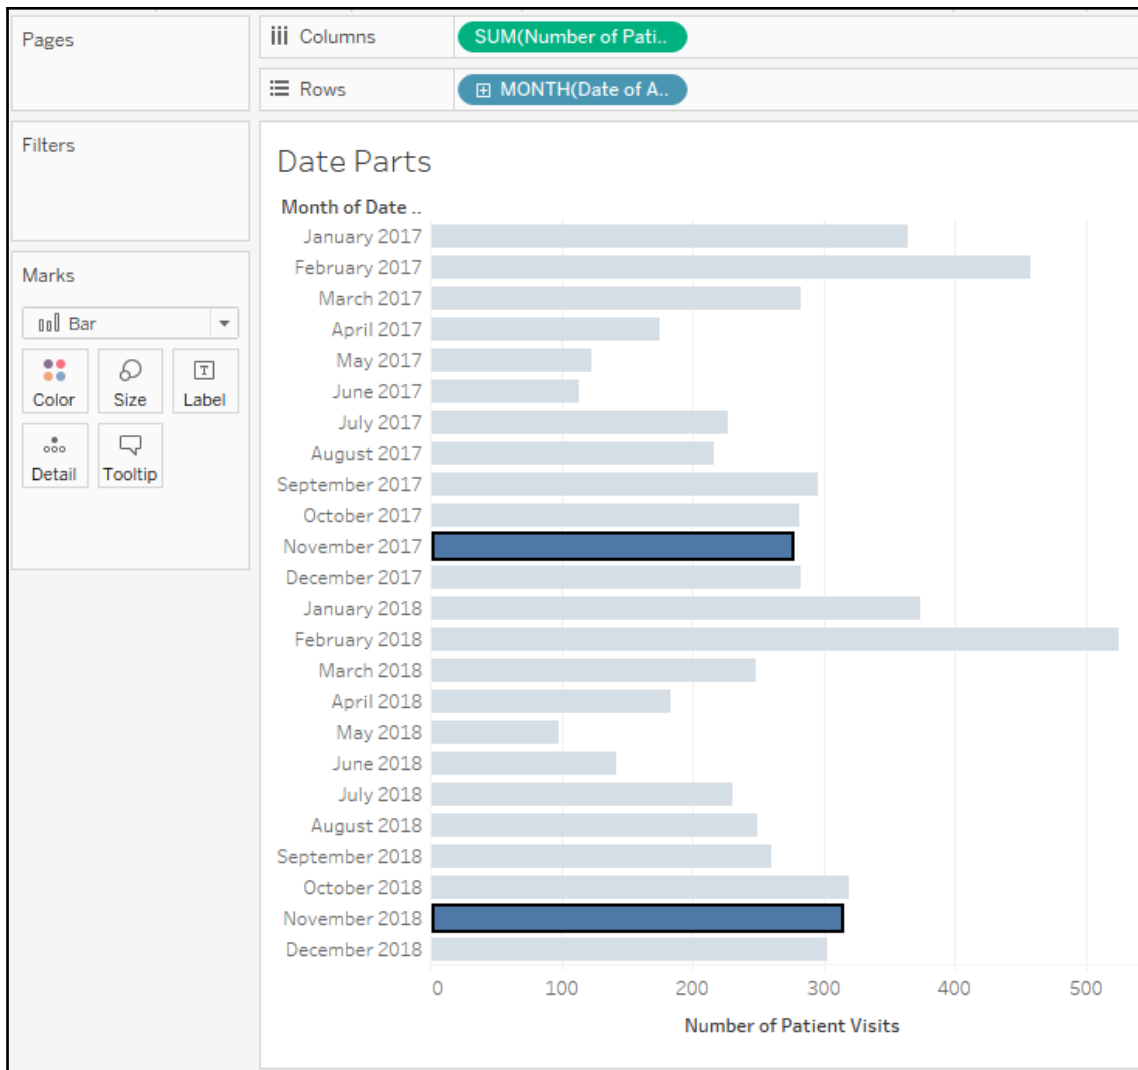 Pages
Columns
SUM(Number of Pati..
Rows
MONTH(Date of A..
Filters
Marks
Bar
Color
Size
T
Label
Detail
Tooltip
Date Parts
Month of Date ..
January 2017
February 2017
March 2017
April 2017
May 2017
June 2017
July 2017
August 2017
September 2017
October 2017
November 2017
December 2017
January 2018
February 2018
March 2018
April 2018
May 2018
June 2018
July 2018
August 2018
September 2018
October 2018
November 2018
December 2018
0 100 200 300 400 500
Number of Patient Visits